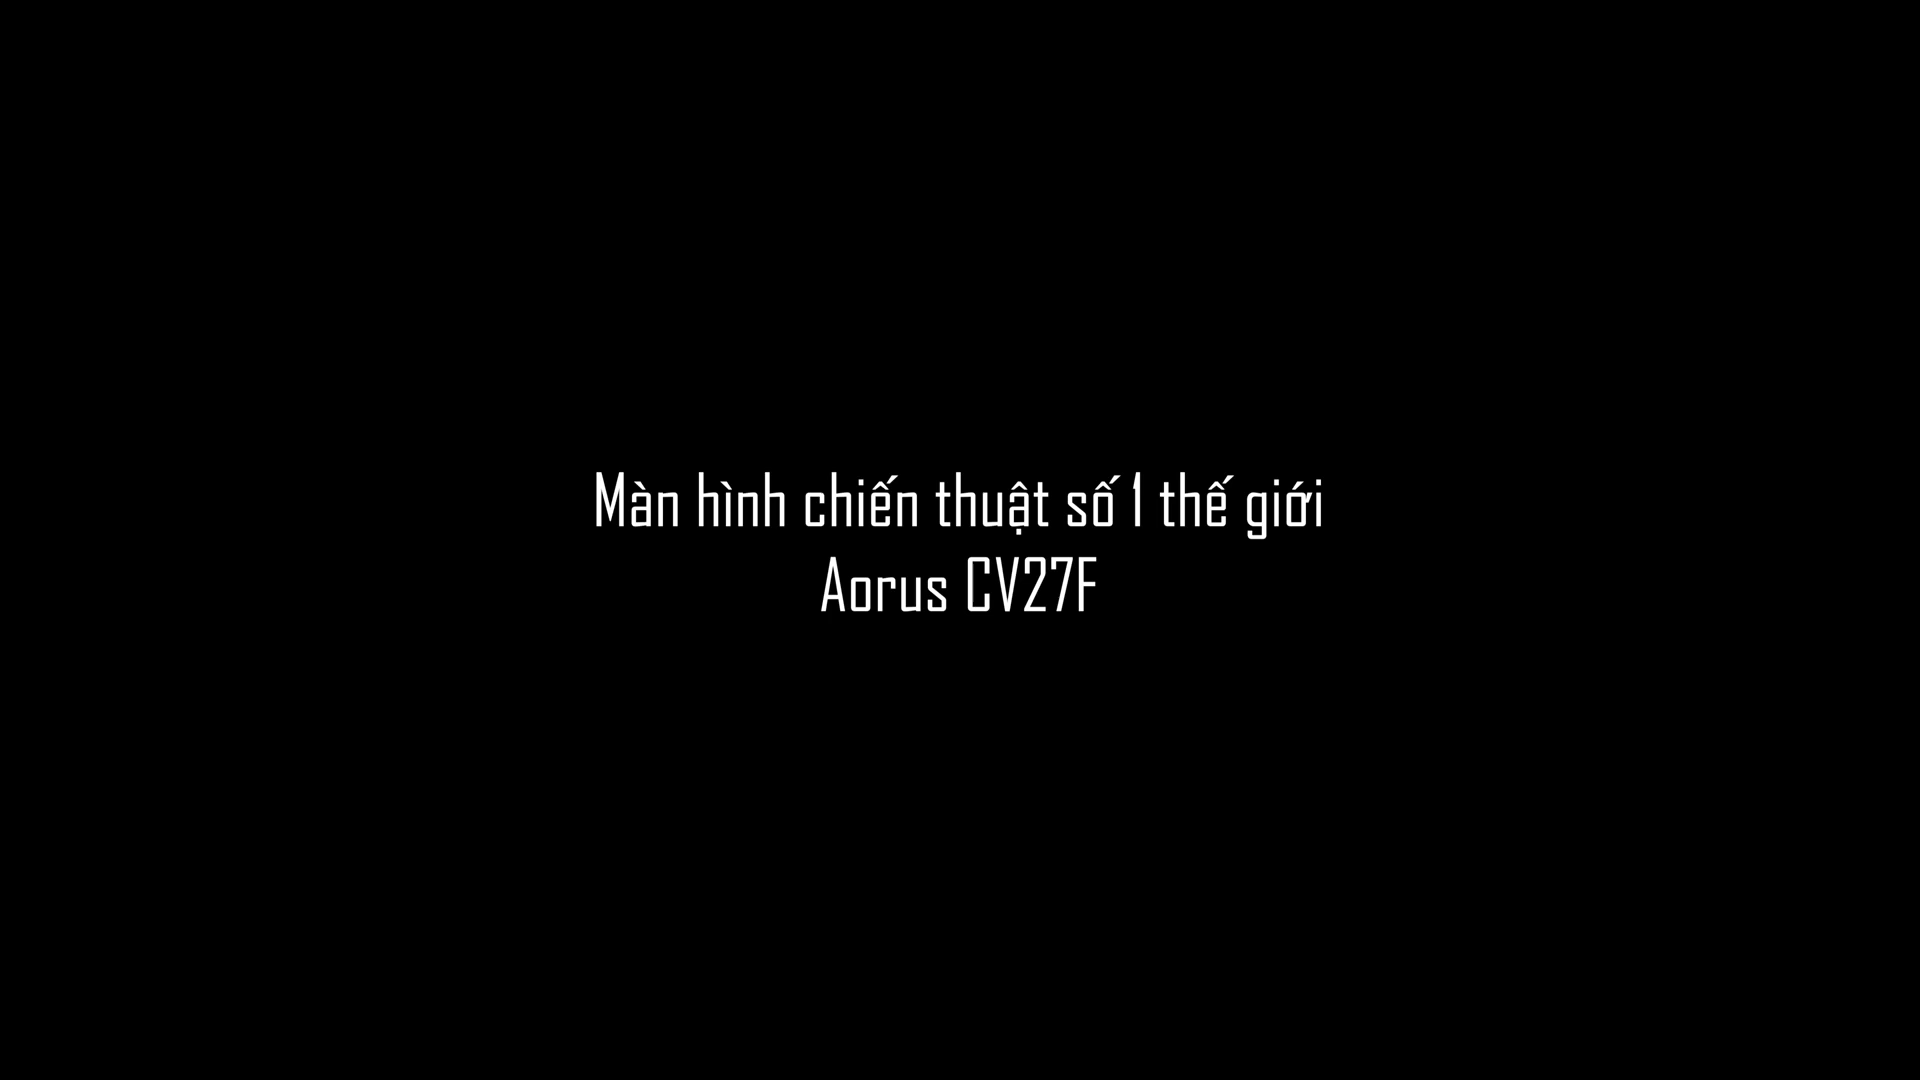 Màn hình chiến thuật số 1 thế giới
Aorus CV27F